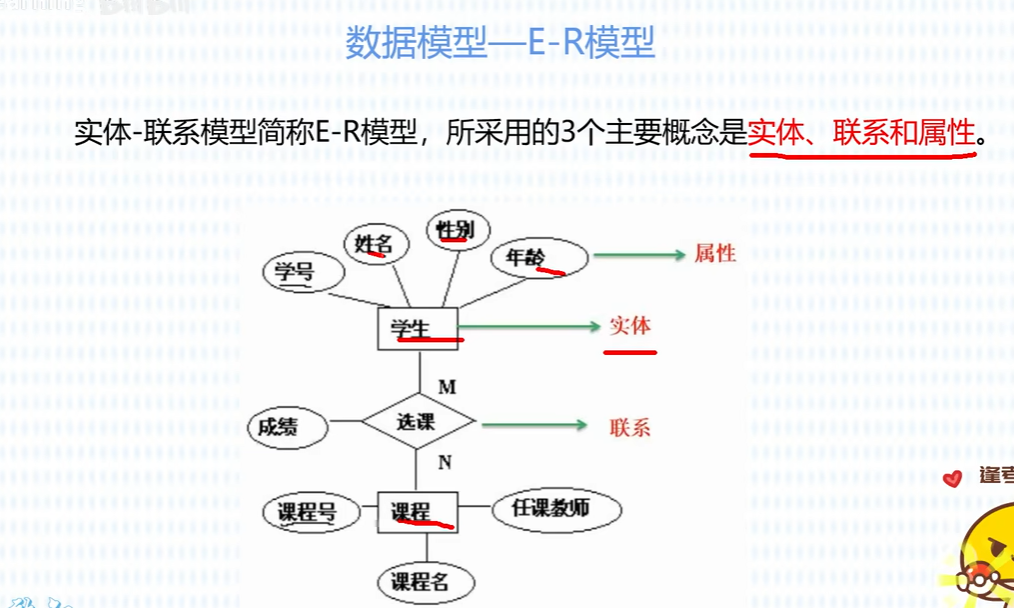 数据模型—E-R模型
实体-联系模型简称E-R模型，所采用的3个主要概念是实体、联系和属性。
学号
姓名
性别
年龄
属性
学生
实体
M
成绩
选课
联系
N
课程号
课程
任课教师
课程名
逢考